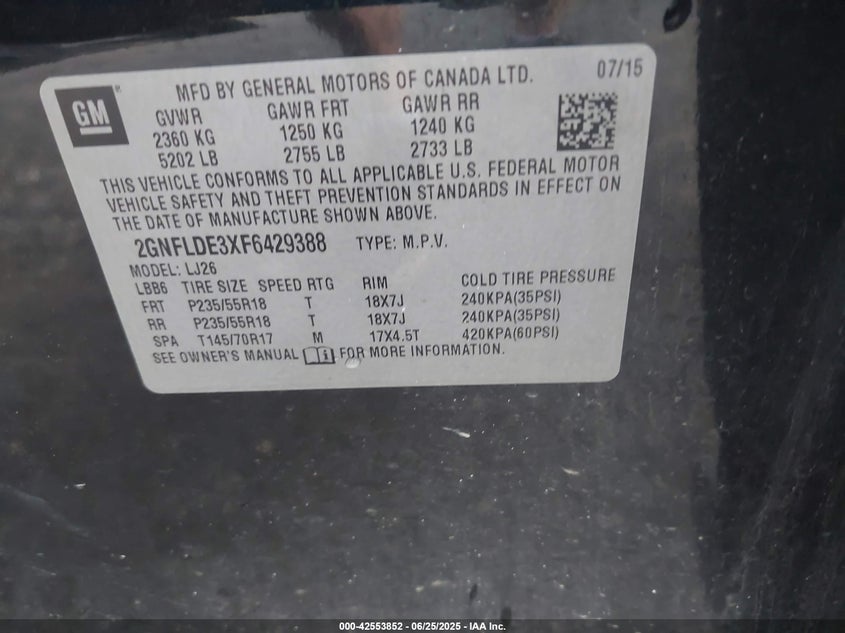 GM ®
MFD BY GENERAL MOTORS OF CANADA LTD. 07/15
GVWR GAWR FRT GAWR RR
2360 KG 1250 KG 1240 KG
5202 LB 2755 LB 2733 LB
THIS VEHICLE CONFORMS TO ALL APPLICABLE U.S. FEDERAL MOTOR
VEHICLE SAFETY AND THEFT PREVENTION STANDARDS IN EFFECT ON
THE DATE OF MANUFACTURE SHOWN ABOVE.
2GNFLDE3XF6429388 TYPE: M.P.V.
MODEL: LJ26
LBB6 TIRE SIZE SPEED RTG RIM COLD TIRE PRESSURE
FRT P235/55R18 T 18X7J 240KPA(35PSI)
RR P235/55R18 T 18X7J 240KPA(35PSI)
SPA T145/70R17 M 17X4.5T 420KPA(60PSI)
SEE OWNER'S MANUAL FOR MORE INFORMATION.
000-42553852 - 06/25/2025 - IAA Inc.